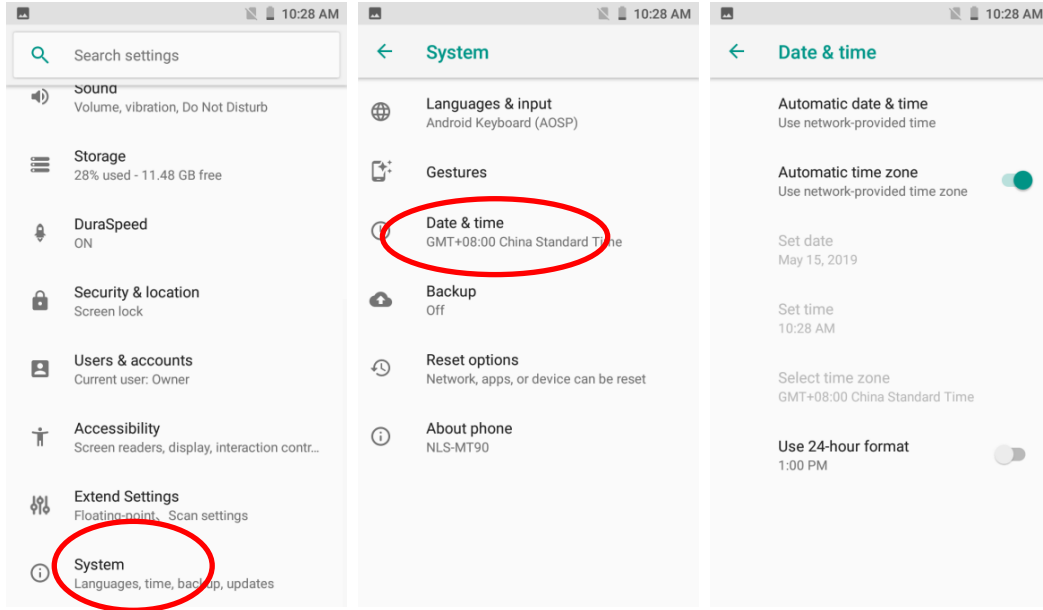 10:28 AM
Search settings
Sound
Volume, vibration, Do Not Disturb
Storage
28% used - 11.48 GB free
DuraSpeed
ON
Security & location
Screen lock
Users & accounts
Current user: Owner
Accessibility
Screen readers, display, interaction contr...
Extend Settings
Floating-point、Scan settings
System
Languages, time, backup, updates
10:28 AM
System
Languages & input
Android Keyboard (AOSP)
Gestures
Date & time
GMT+08:00 China Standard Time
Backup
Off
Reset options
Network, apps, or device can be reset
About phone
NLS-MT90
10:28 AM
Date & time
Automatic date & time
Use network-provided time
Automatic time zone
Use network-provided time zone
Set date
May 15, 2019
Set time
10:28 AM
Select time zone
GMT+08:00 China Standard Time
Use 24-hour format
1:00 PM